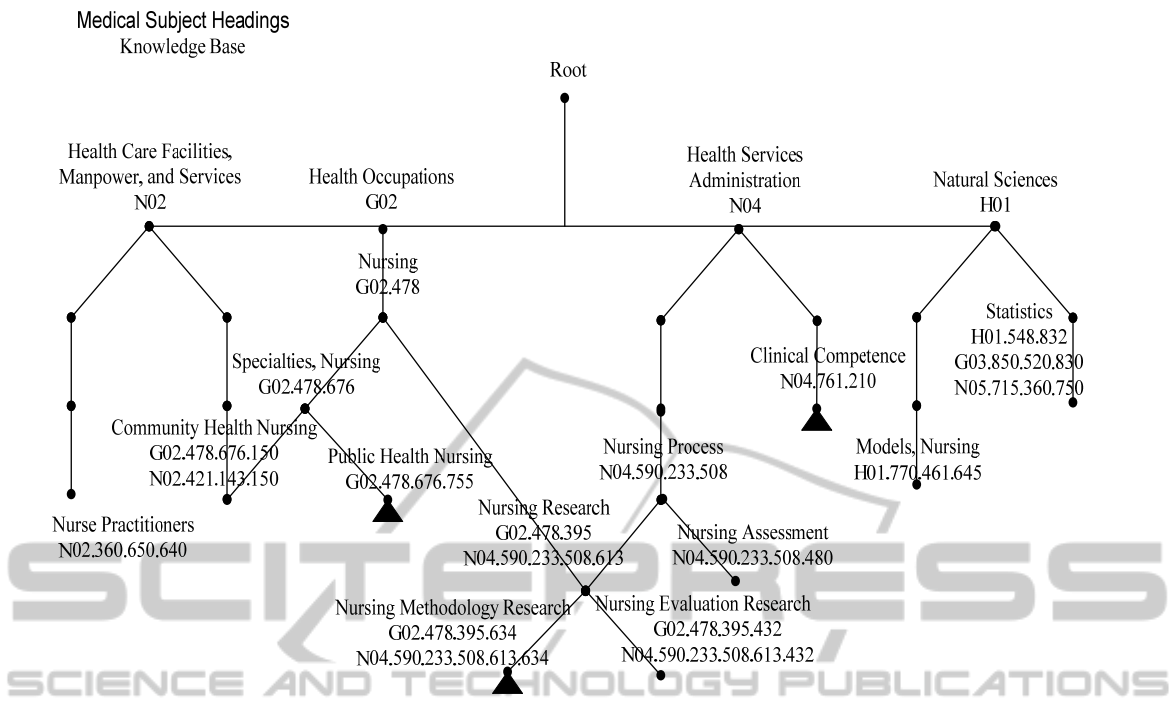 Medical Subject Headings
Knowledge Base
Root
Health Care Facilities,
Manpower, and Services
N02
Health Occupations
G02
Health Services
Administration
N04
Natural Sciences
H01
Nursing
G02.478
Specialties, Nursing
G02.478.676
Clinical Competence
N04.761.210
Statistics
H01.548.832
G03.850.520.830
N05.715.360.750
Community Health Nursing
G02.478.676.150
N02.421.143.150
Public Health Nursing
G02.478.676.755
Nursing Process
N04.590.233.508
Models, Nursing
H01.770.461.645
Nurse Practitioners
N02.360.650.640
Nursing Research
G02.478.395
N04.590.233.508.613
Nursing Assessment
N04.590.233.508.480
Nursing Methodology Research
G02.478.395.634
N04.590.233.508.613.634
Nursing Evaluation Research
G02.478.395.432
N04.590.233.508.613.432
SCITEPRESS
SCIENCE AND TECHNOLOGY PUBLICATIONS